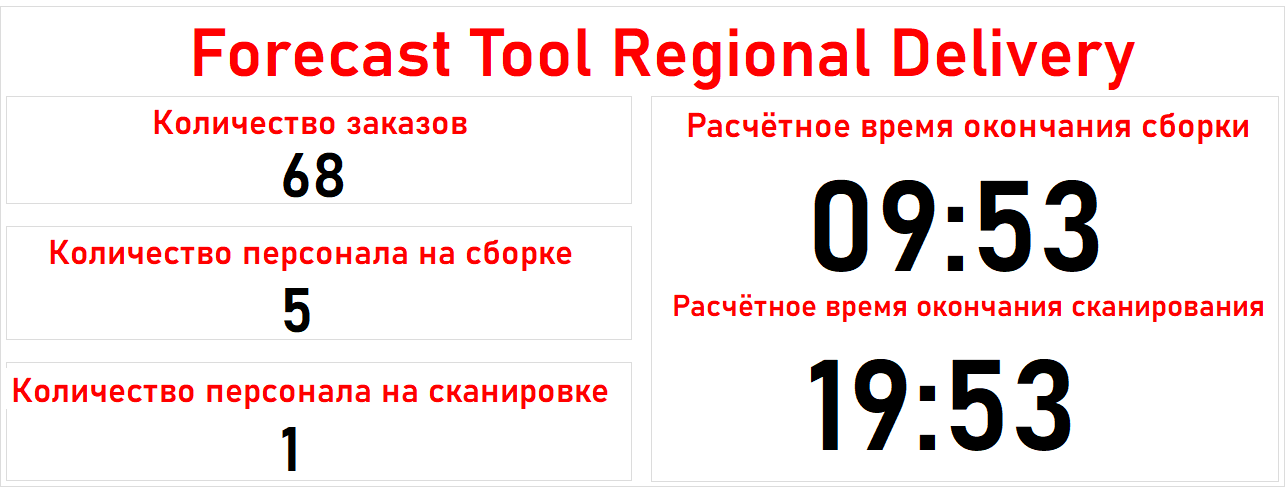 Forecast Tool Regional Delivery
Количество заказов
68
Количество персонала на сборке
5
Количество персонала на сканировке
1
Расчётное время окончания сборки
09:53
Расчётное время окончания сканирования
19:53